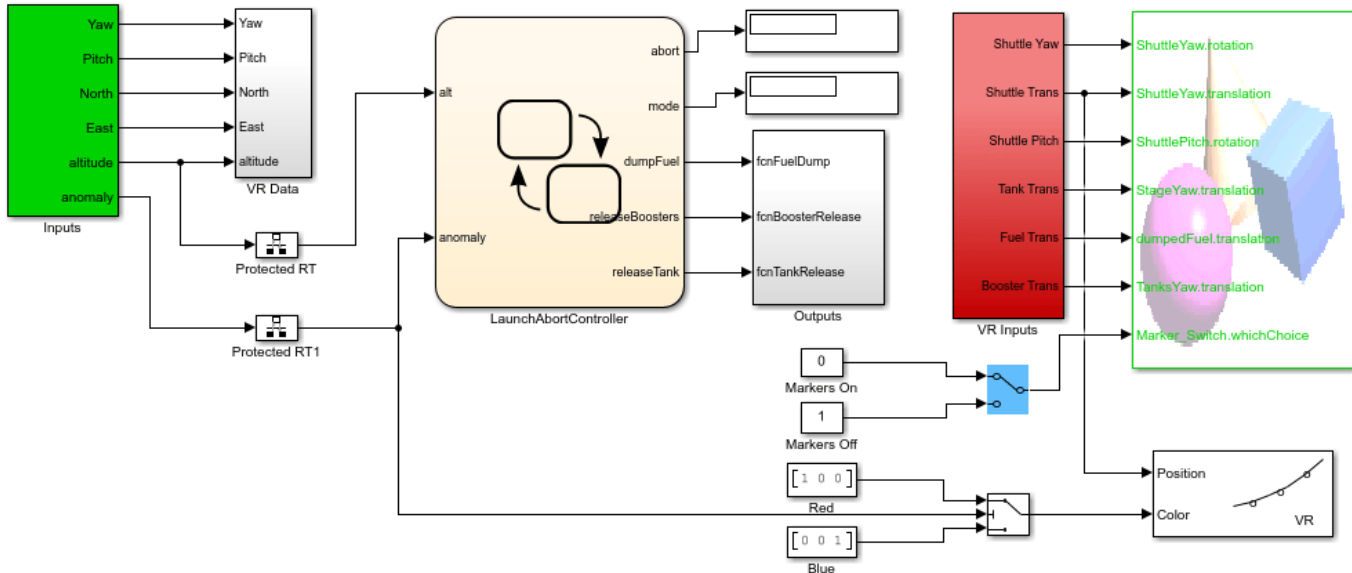 Yaw
Pitch
North
East
altitude
anomaly
Inputs
Yaw
Pitch
North
East
altitude
VR Data
Protected RT
Protected RT1
alt
anomaly
abort
mode
dumpFuel
releaseBoosters
releaseTank
LaunchAbortController
fcnFuelDump
fcnBoosterRelease
fcnTankRelease
Outputs
Shuttle Yaw
Shuttle Trans
Shuttle Pitch
Tank Trans
Fuel Trans
Booster Trans
VR Inputs
ShuttleYaw.rotation
ShuttleYaw.translation
ShuttlePitch.rotation
StageYaw.translation
dumpedFuel.translation
TanksYaw.translation
Marker_Switch.whichChoice
0
Markers On
1
Markers Off
[1 0 0]
Red
[0 0 1]
Blue
Position
Color
VR